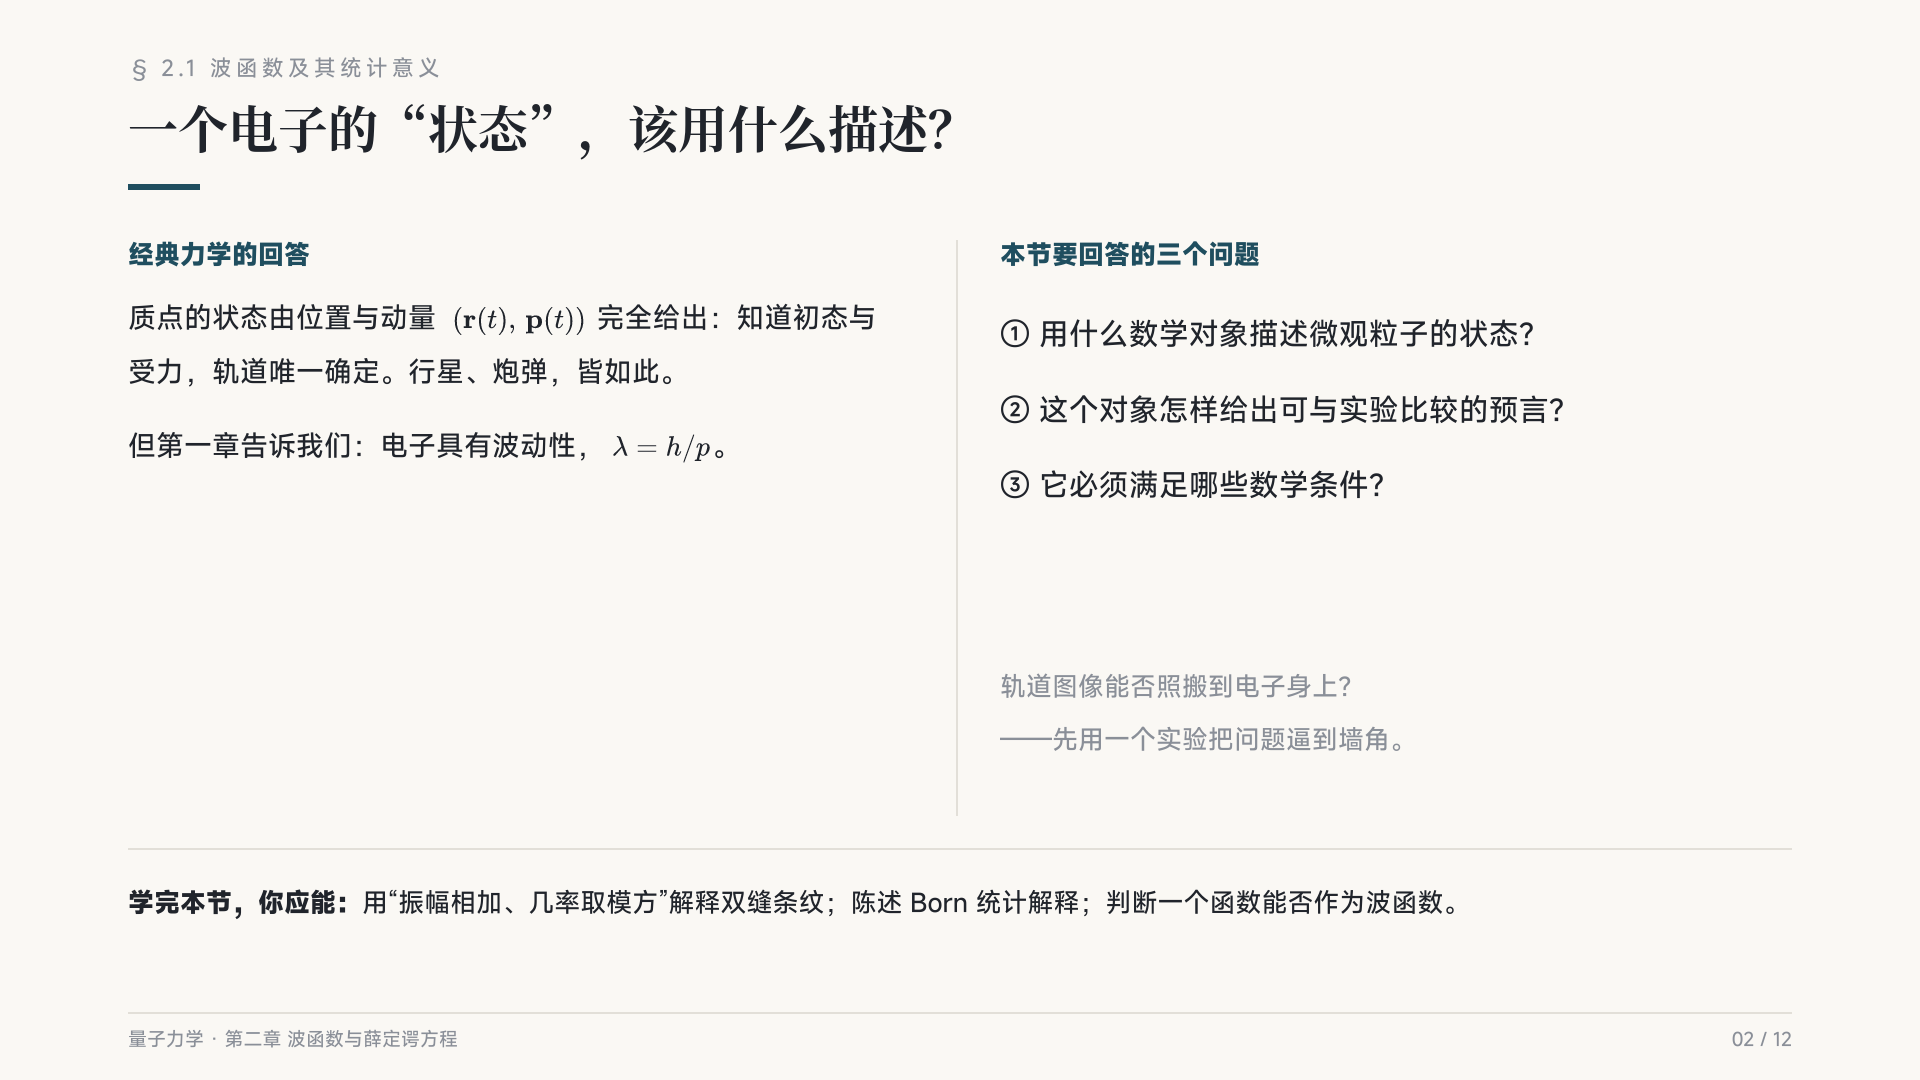 § 2.1 波函数及其统计意义
一个电子的“状态”，该用什么描述？
经典力学的回答
质点的状态由位置与动量 (r(t), p(t)) 完全给出：知道初态与
受力，轨道唯一确定。行星、炮弹，皆如此。
但第一章告诉我们：电子具有波动性， λ = h/p。
本节要回答的三个问题
① 用什么数学对象描述微观粒子的状态？
② 这个对象怎样给出可与实验比较的预言？
③ 它必须满足哪些数学条件？
轨道图像能否照搬到电子身上？
——先用一个实验把问题逼到墙角。
学完本节，你应能：用“振幅相加、几率取模方”解释双缝条纹；陈述 Born 统计解释；判断一个函数能否作为波函数。
量子力学 · 第二章 波函数与薛定谔方程
02 / 12